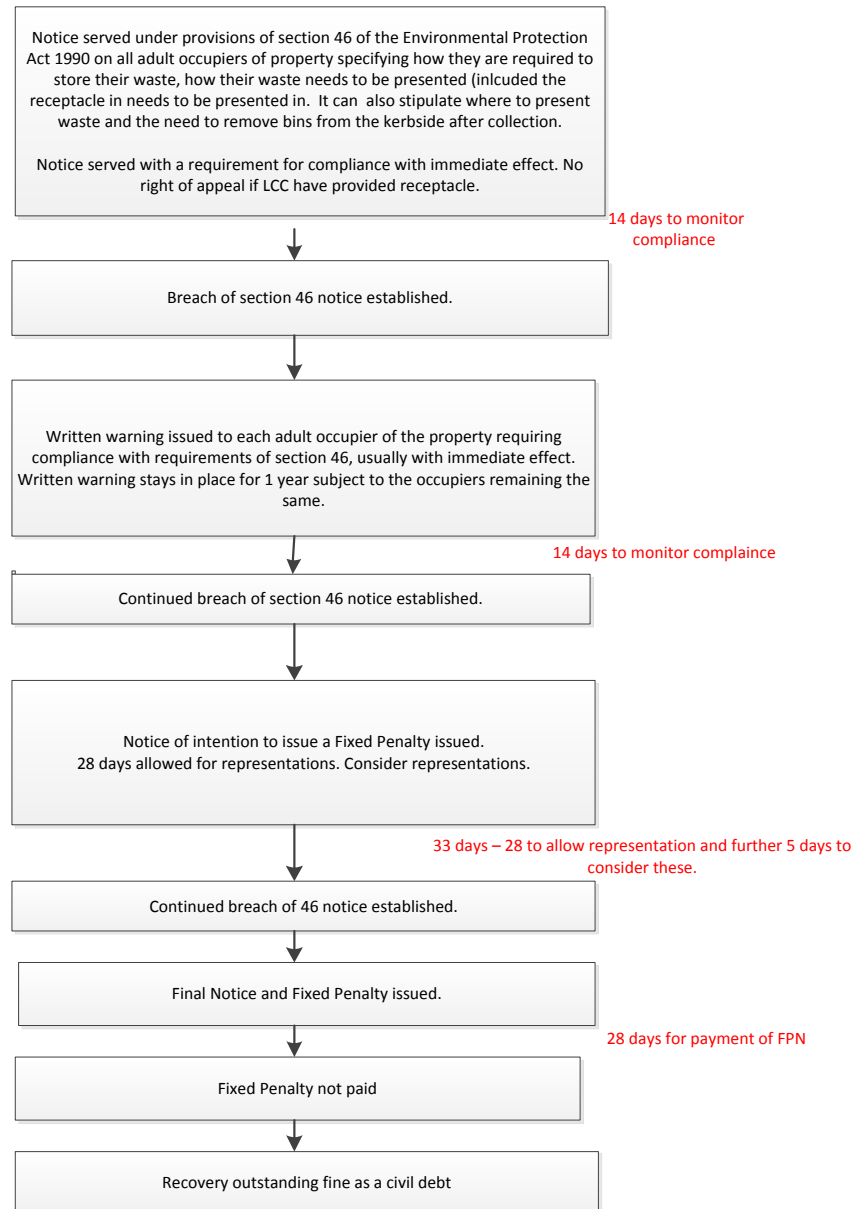 Notice served under provisions of section 46 of the Environmental Protection
Act 1990 on all adult occupiers of property specifying how they are required to
store their waste, how their waste needs to be presented (inlcuded the
receptacle in needs to be presented in.  It can  also stipulate where to present
waste and the need to remove bins from the kerbside after collection.
Notice served with a requirement for compliance with immediate effect. No
right of appeal if LCC have provided receptacle.
14 days to monitor
compliance
Breach of section 46 notice established.
Written warning issued to each adult occupier of the property requiring
compliance with requirements of section 46, usually with immediate effect.
Written warning stays in place for 1 year subject to the occupiers remaining the
same.
14 days to monitor complaince
Continued breach of section 46 notice established.
Notice of intention to issue a Fixed Penalty issued.
28 days allowed for representations. Consider representations.
33 days – 28 to allow representation and further 5 days to
consider these.
Continued breach of 46 notice established.
Final Notice and Fixed Penalty issued.
28 days for payment of FPN
Fixed Penalty not paid
Recovery outstanding fine as a civil debt